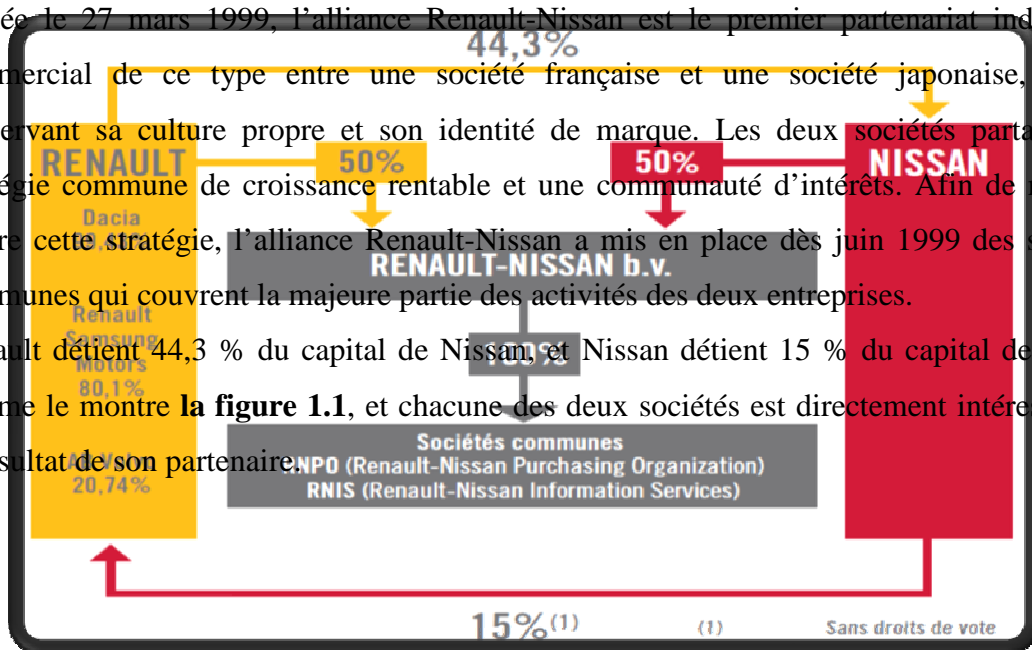 ée le 27 mars 1999, l’alliance Renault-Nissan est le premier partenariat ind
mercial de ce type entre une société française et une société japonaise,
ervant sa culture propre et son identité de marque. Les deux sociétés parta
égie commune de croissance rentable et une communauté d’intérêts. Afin de
re cette stratégie, l’alliance Renault-Nissan a mis en place dès juin 1999 des
munes qui couvrent la majeure partie des activités des deux entreprises.
ault détient 44,3 % du capital de Nissan, et Nissan détient 15 % du capital de
me le montre la figure 1.1, et chacune des deux sociétés est directement intére
sultat de son partenaire.
44,3%
RENAULT
50%
50%
NISSAN
Dacia
RENAULT-NISSAN b.v.
Renault
Samsung
Motors
80,1%
100%
20,74%
Sociétés communes
RNPO (Renault-Nissan Purchasing Organization)
RNIS (Renault-Nissan Information Services)
15%(1)
(1) Sans droits de vote